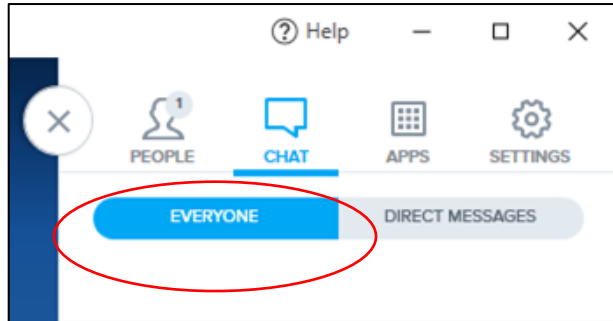 ? Help
1
PEOPLE CHAT APPS SETTINGS
EVERYONE DIRECT MESSAGES